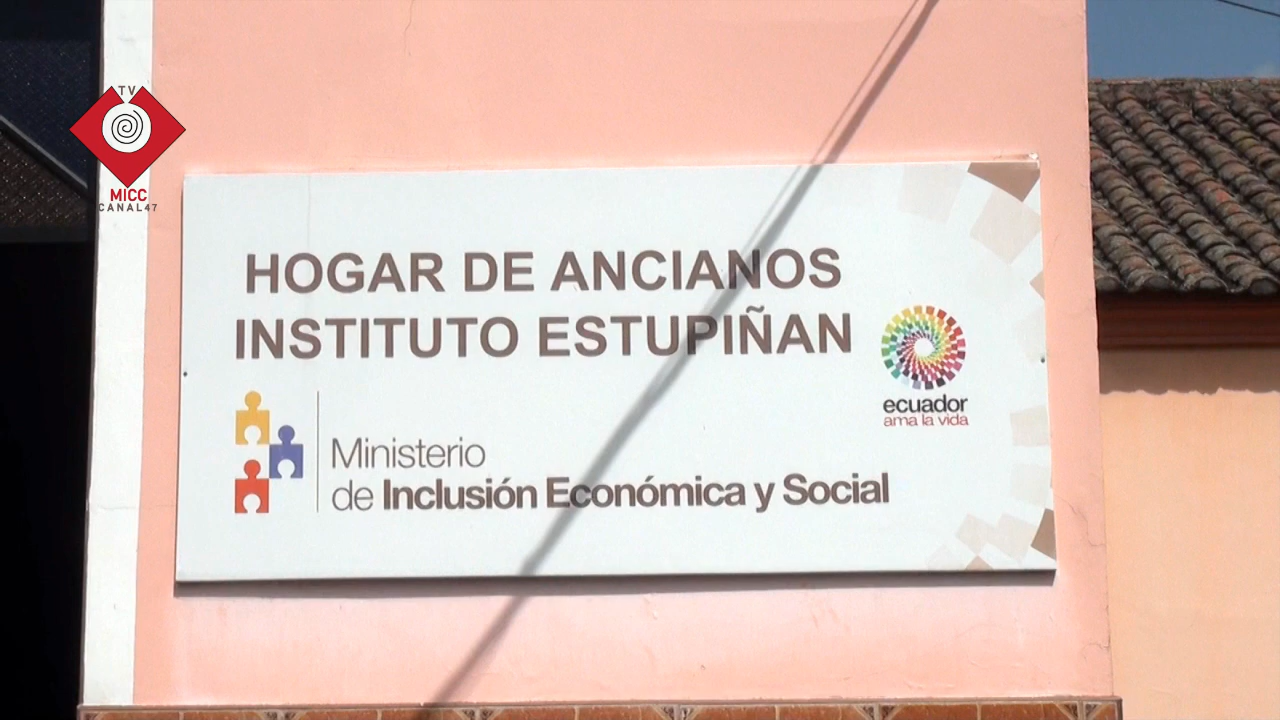 TV
MICC
CANAL47
HOGAR DE ANCIANOS
INSTITUTO ESTUPIÑAN
ecuador
ama la vida
Ministerio
de Inclusión Económica y Social